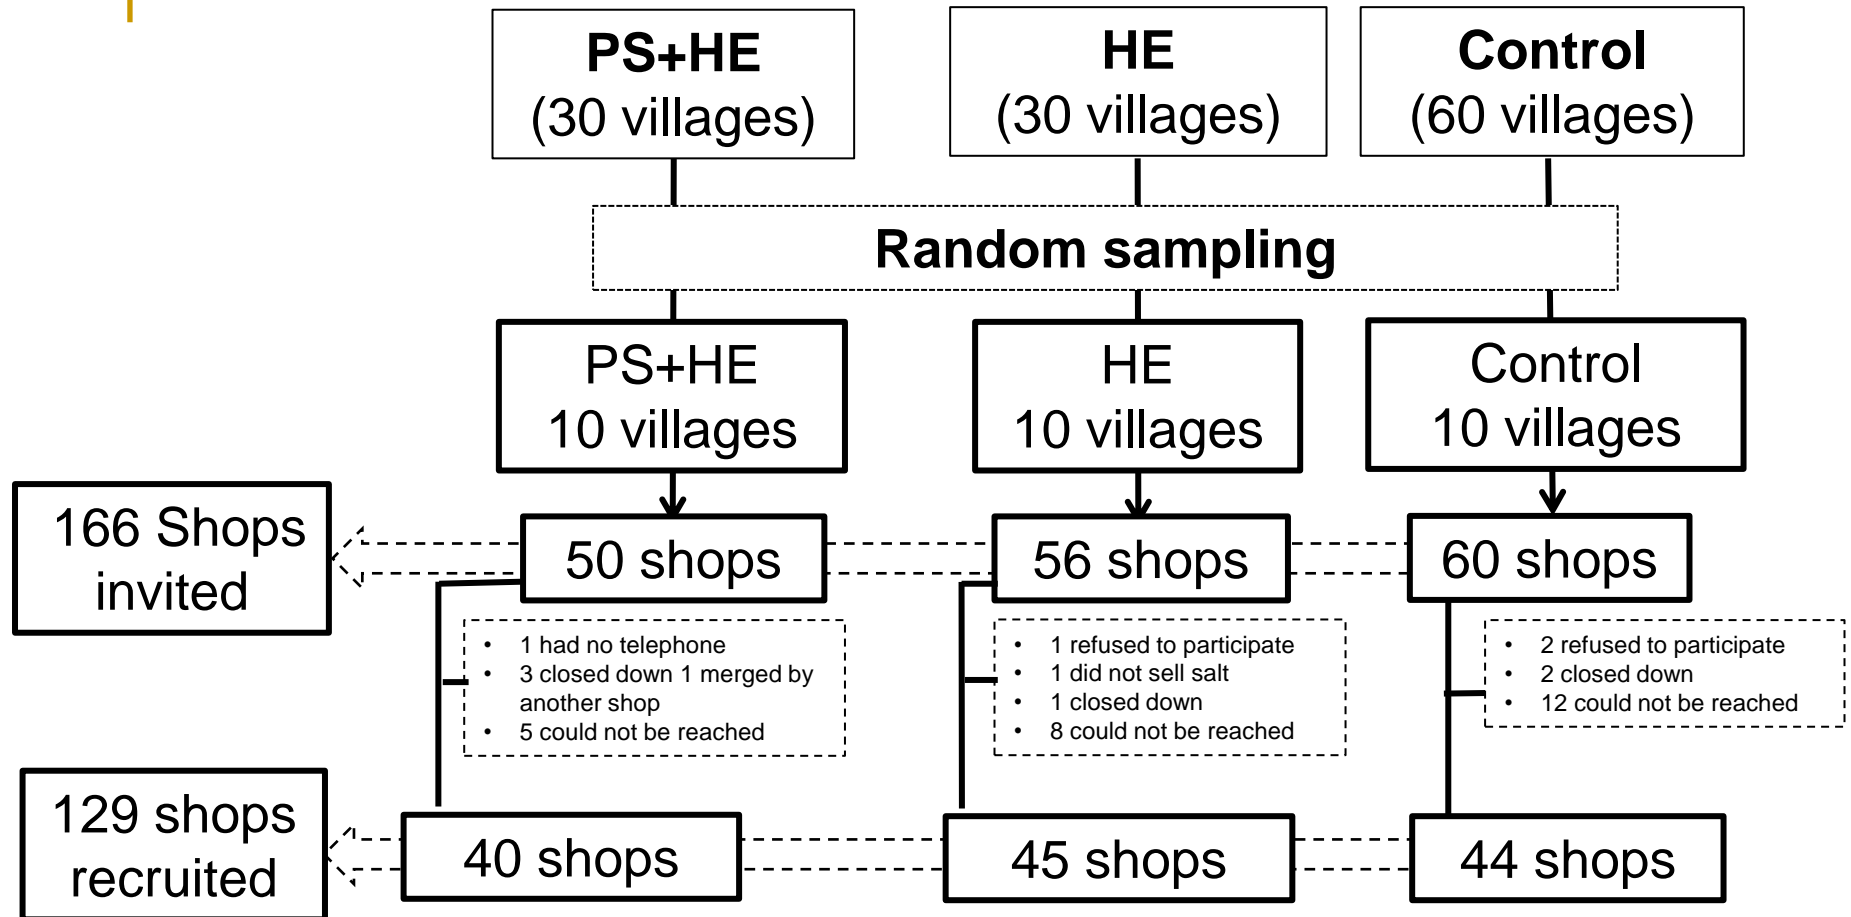 PS+HE
(30 villages)
HE
(30 villages)
Control
(60 villages)
Random sampling
PS+HE
10 villages
HE
10 villages
Control
10 villages
166 Shops
invited
50 shops
56 shops
60 shops
• 1 had no telephone
• 3 closed down 1 merged by
another shop
• 5 could not be reached
• 1 refused to participate
• 1 did not sell salt
• 1 closed down
• 8 could not be reached
• 2 refused to participate
• 2 closed down
• 12 could not be reached
129 shops
recruited
40 shops
45 shops
44 shops